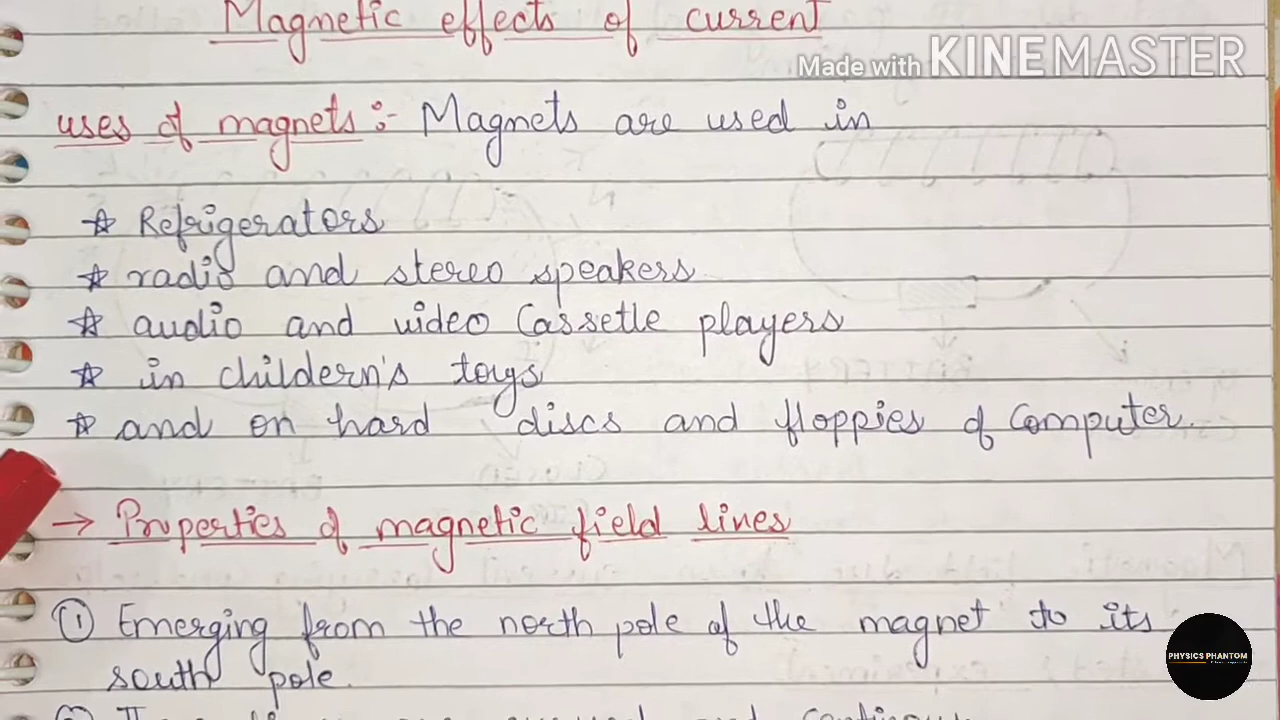 Magnetic effects of current
Made with KINEMASTER
uses of magnets :- Magnets are used in
☆ Refrigerators
☆ radio and stereo speakers
☆ audio and video Cassetle players
☆ in childern's toys
☆ and on hard discs and floppies of Computer.
→ Properties of magnetic field lines
① Emerging from the north pole of the magnet to its
south pole.
PHYSICS PHANTOM
and